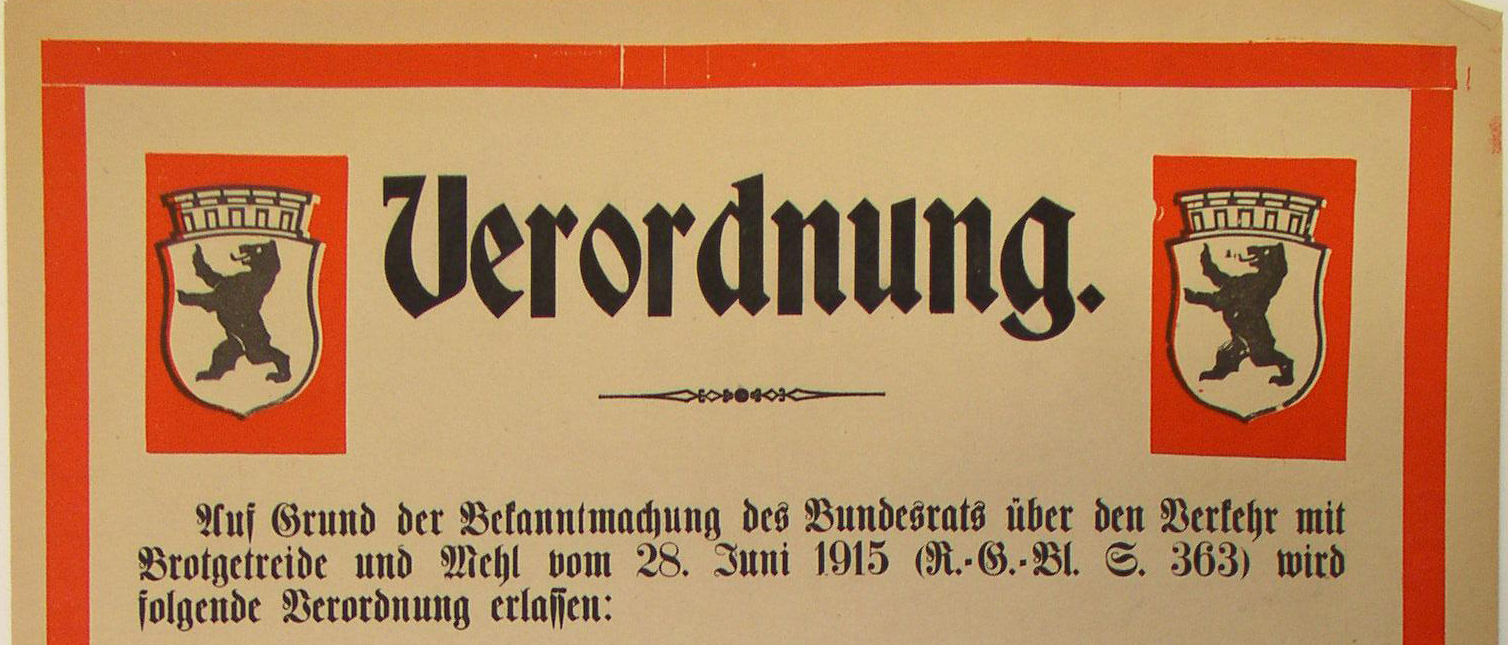 Verordnung.
Auf Grund der Bekanntmachung des Bundesrats über den Verkehr mit
Brotgetreide und Mehl vom 28. Juni 1915 (R.-G.-Bl. S. 363) wird
folgende Verordnung erlassen: